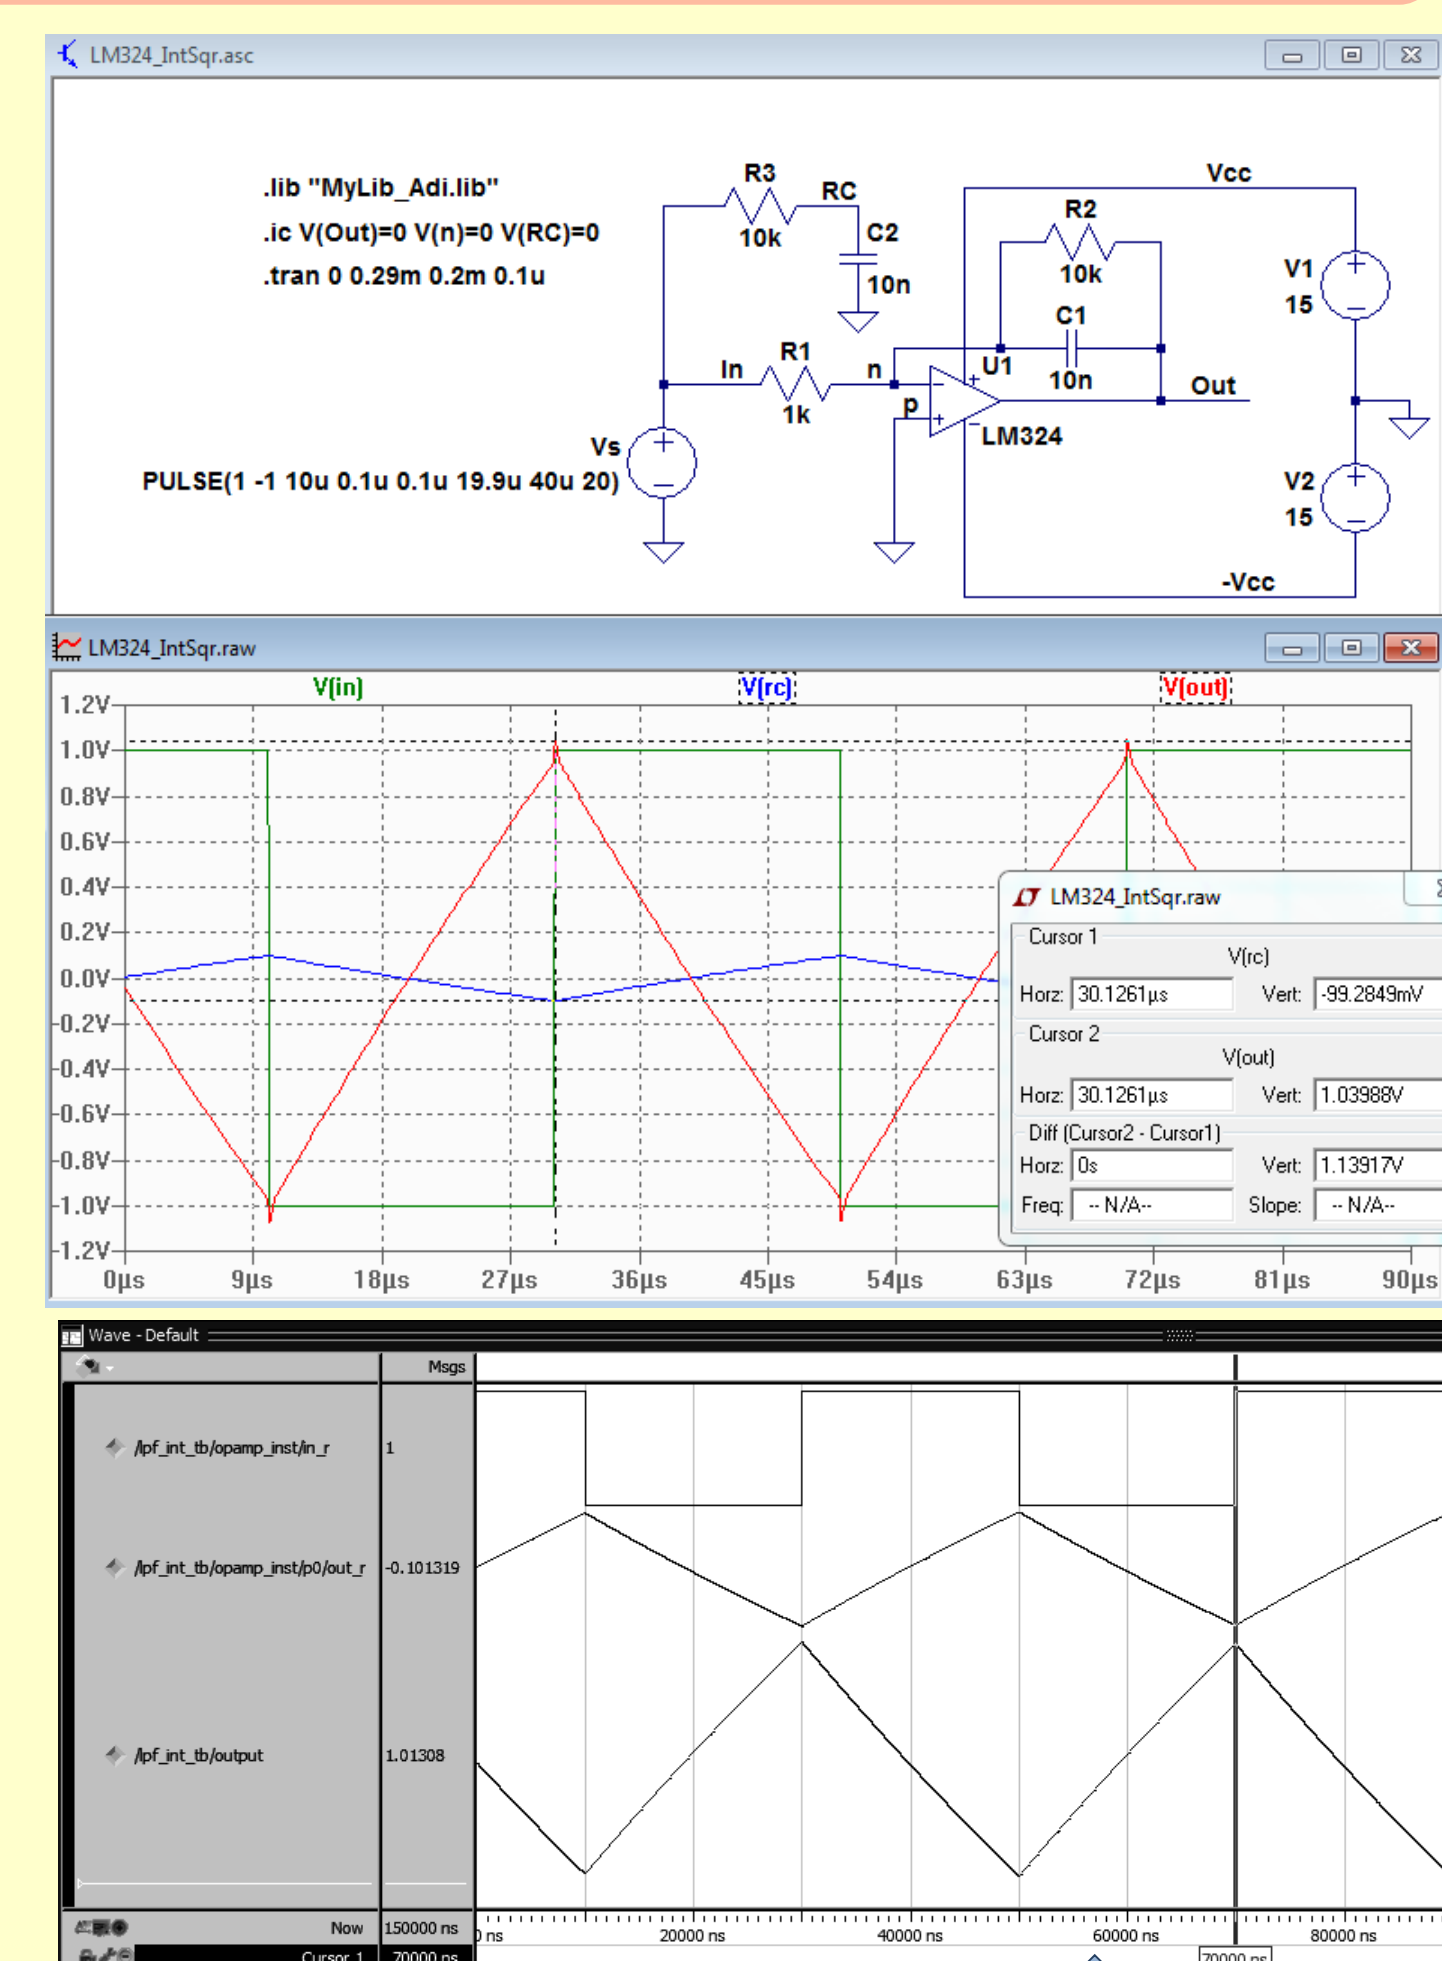 LM324_IntSqr.asc
.lib "MyLib_Adi.lib"
.ic V(Out)=0 V(n)=0 V(RC)=0
.tran 0 0.29m 0.2m 0.1u
R3
10k
RC
C2
10n
Vcc
R2
10k
C1
10n
V1
15
In
R1
1k
n
p
U1
LM324
Out
Vs
PULSE(1 -1 10u 0.1u 0.1u 19.9u 40u 20)
V2
15
-Vcc
LM324_IntSqr.raw
V(in) V(rc) V(out)
1.2V
1.0V
0.8V
0.6V
0.4V
0.2V
0.0V
-0.2V
-0.4V
-0.6V
-0.8V
-1.0V
-1.2V
0µs 9µs 18µs 27µs 36µs 45µs 54µs 63µs 72µs 81µs 90µs
LM324_IntSqr.raw
Cursor 1
V(rc)
Horz: 30.1261µs Vert: -99.2849mV
Cursor 2
V(out)
Horz: 30.1261µs Vert: 1.03988V
Diff (Cursor2 - Cursor1)
Horz: 0s Vert: 1.13917V
Freq: -- N/A-- Slope: -- N/A--
Wave - Default
Msgs
/lpf_int_tb/opamp_inst/in_r 1
/lpf_int_tb/opamp_inst/p0/out_r -0.101319
/lpf_int_tb/output 1.01308
Now 150000 ns
ns 20000 ns 40000 ns 60000 ns 80000 ns
Cursor 1 70000 ns 70000 ns